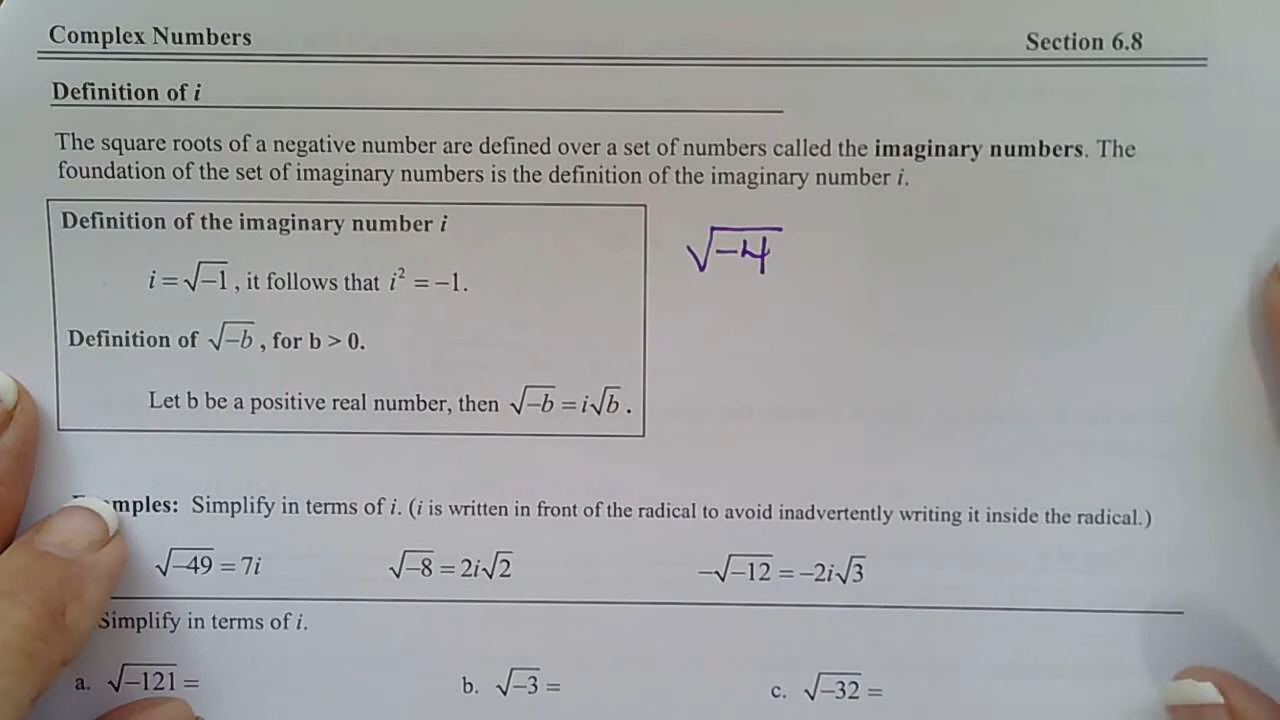 Complex Numbers Section 6.8
Definition of i
The square roots of a negative number are defined over a set of numbers called the imaginary numbers. The
foundation of the set of imaginary numbers is the definition of the imaginary number i.
Definition of the imaginary number i
i = √−1, it follows that i² = −1.
√−4
Definition of √−b, for b > 0.
Let b be a positive real number, then √−b = i√b.
mples: Simplify in terms of i. (i is written in front of the radical to avoid inadvertently writing it inside the radical.)
√−49 = 7i √−8 = 2i√2 −√−12 = −2i√3
Simplify in terms of i.
a. √−121 = b. √−3 = c. √−32 =